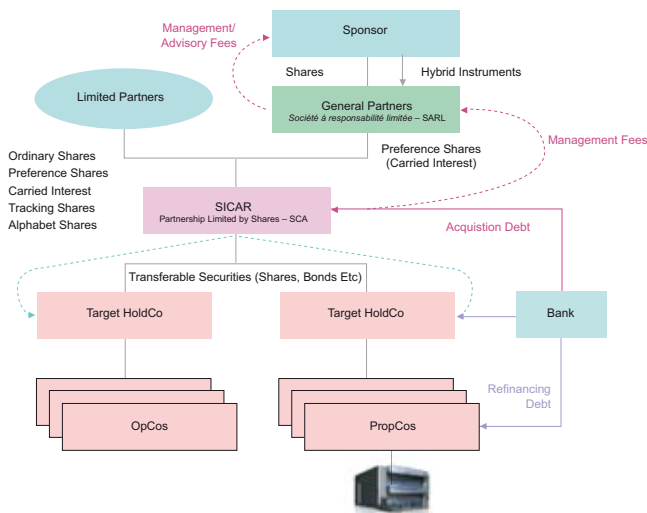 Management/
Advisory Fees
Sponsor
Shares
Hybrid Instruments
Limited Partners
General Partners
Société à responsabilité limitée – SARL
Management Fees
Preference Shares
(Carried Interest)
Ordinary Shares
Preference Shares
Carried Interest
Tracking Shares
Alphabet Shares
SICAR
Partnership Limited by Shares – SCA
Acquistion Debt
Transferable Securities (Shares, Bonds Etc)
Target HoldCo
Target HoldCo
Bank
Refinancing
Debt
OpCos
PropCos